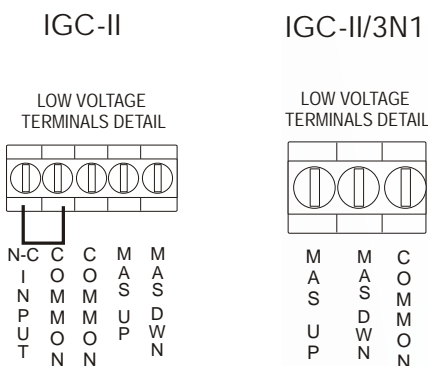 IGC-II
LOW VOLTAGE
TERMINALS DETAIL
N-C INPUT
COMMON
COMMON
MAS UP
MAS DWN
IGC-II/3N1
LOW VOLTAGE
TERMINALS DETAIL
MAS UP
MAS DWN
COMMON